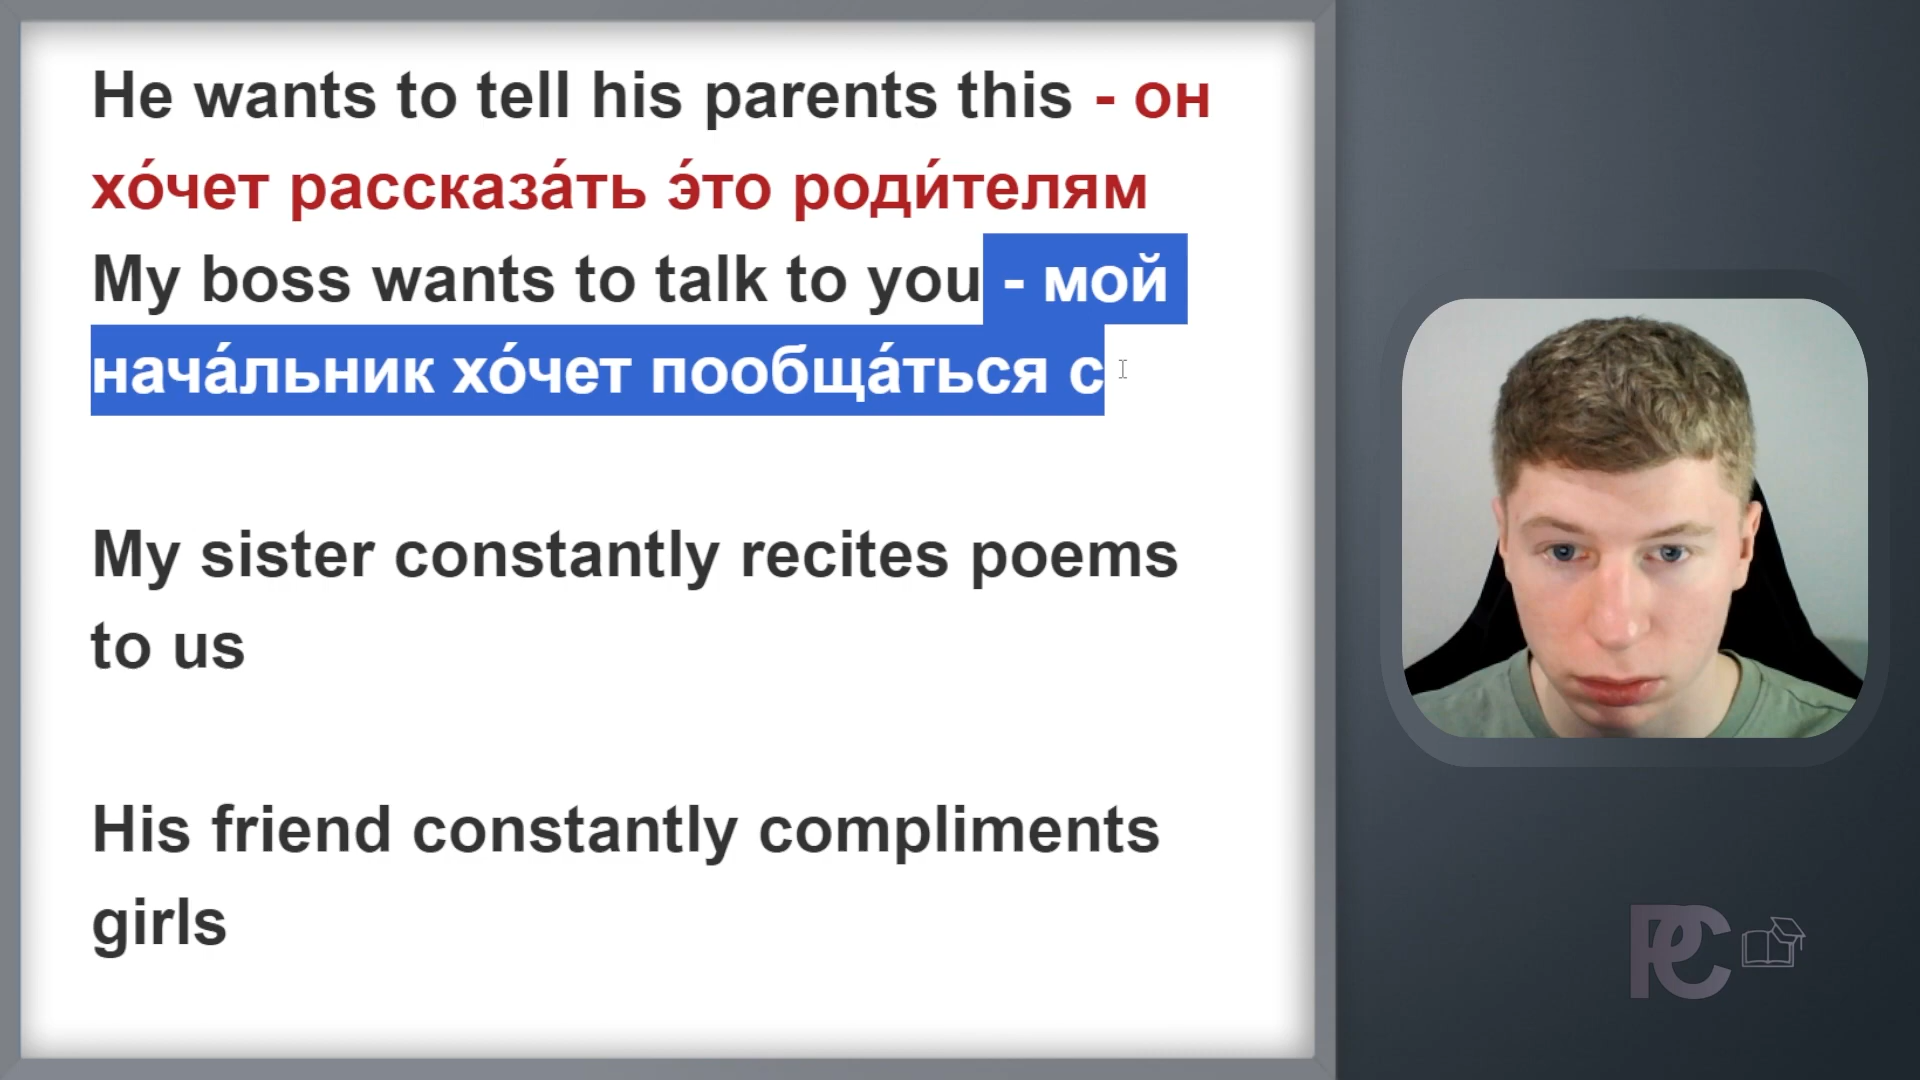 He wants to tell his parents this - он
хо́чет рассказа́ть э́то роди́телям
My boss wants to talk to you - мой
нача́льник хо́чет пообща́ться с
My sister constantly recites poems
to us
His friend constantly compliments
girls
PC